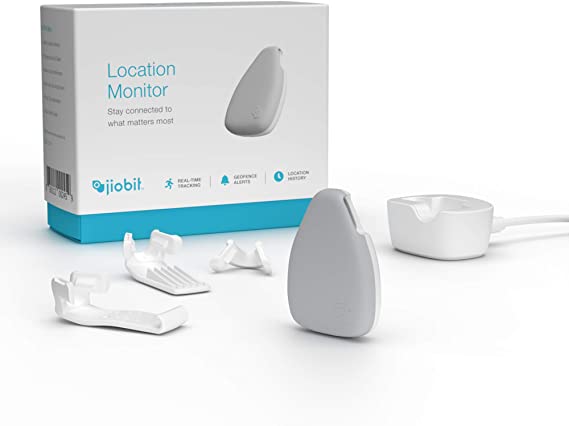 Location
Monitor
Stay connected to
what matters most
jiobit
REAL-TIME
TRACKING
GEOFENCE
ALERTS
LOCATION
HISTORY